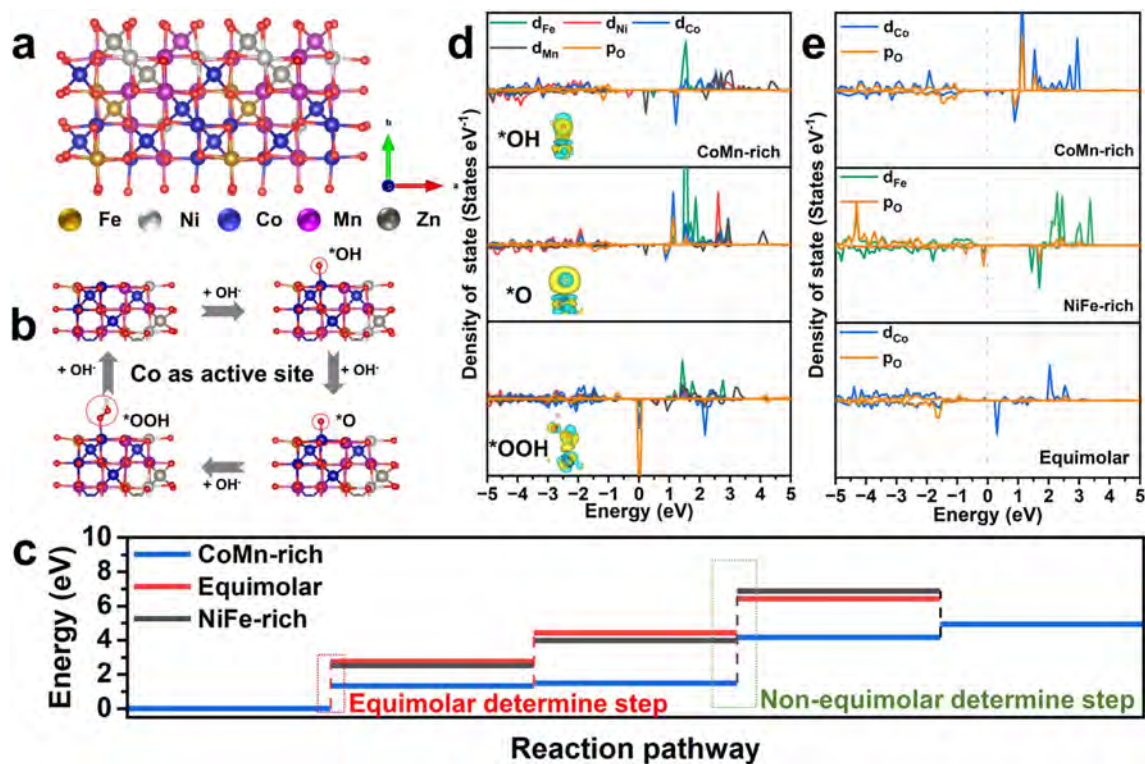 a
b
a
Fe
Ni
Co
Mn
Zn
b
*OH
+ OH⁻
+ OH⁻
Co as active site
+ OH⁻
*OOH
*O
+ OH⁻
c
Energy (eV)
10
8
6
4
2
0
CoMn-rich
Equimolar
NiFe-rich
Equimolar determine step
Non-equimolar determine step
Reaction pathway
d
Density of state (States eV⁻¹)
d_Fe d_Ni d_Co
d_Mn p_O
*OH
CoMn-rich
*O
*OOH
-5 -4 -3 -2 -1 0 1 2 3 4 5
Energy (eV)
e
Density of state (States eV⁻¹)
d_Co
p_O
CoMn-rich
d_Fe
p_O
NiFe-rich
d_Co
p_O
Equimolar
-5 -4 -3 -2 -1 0 1 2 3 4 5
Energy (eV)